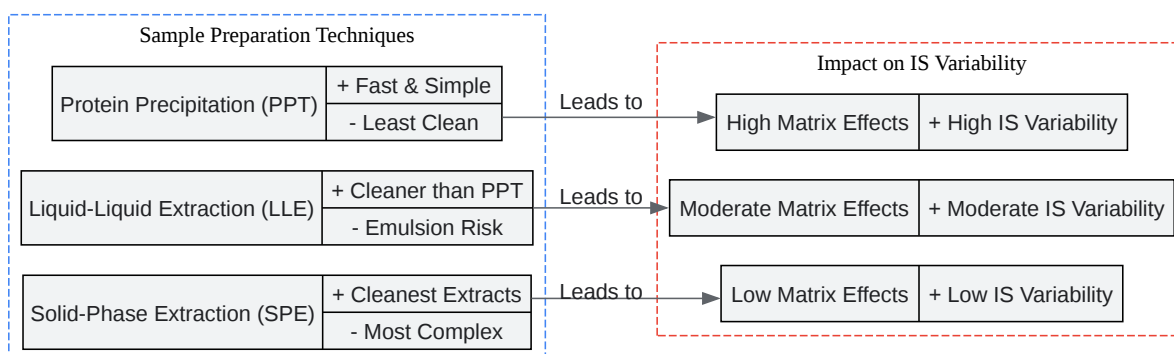 Sample Preparation Techniques
Impact on IS Variability
Protein Precipitation (PPT)
+ Fast & Simple
- Least Clean
Leads to
High Matrix Effects
+ High IS Variability
Liquid-Liquid Extraction (LLE)
+ Cleaner than PPT
- Emulsion Risk
Leads to
Moderate Matrix Effects
+ Moderate IS Variability
Solid-Phase Extraction (SPE)
+ Cleanest Extracts
- Most Complex
Leads to
Low Matrix Effects
+ Low IS Variability